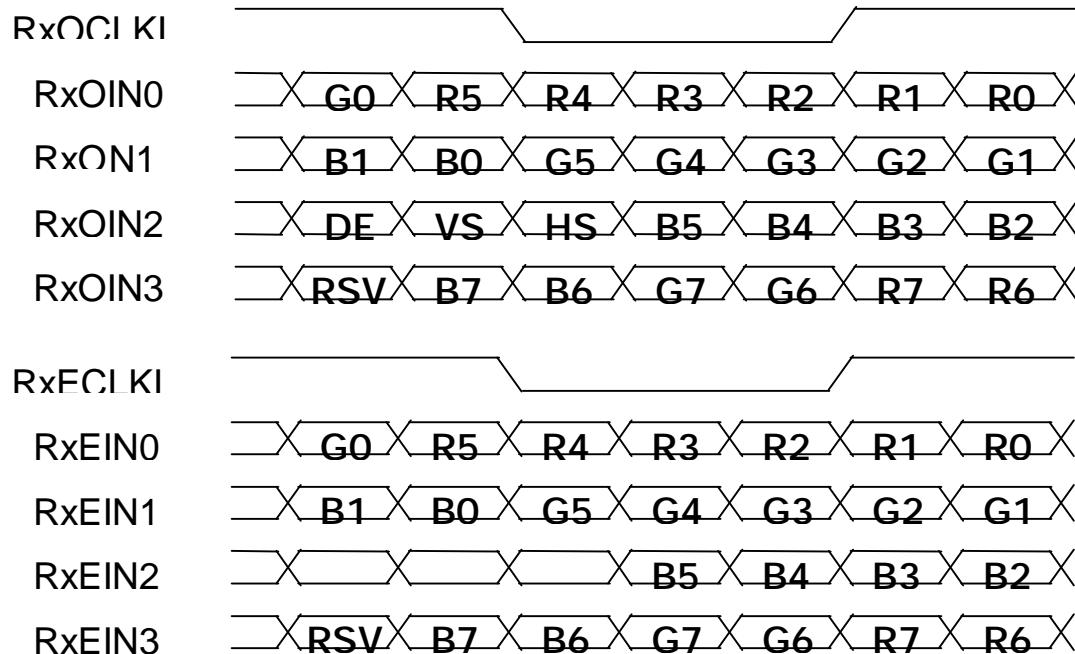 RxOCLKI
RxOIN0 G0 R5 R4 R3 R2 R1 R0
RxON1 B1 B0 G5 G4 G3 G2 G1
RxOIN2 DE VS HS B5 B4 B3 B2
RxOIN3 RSV B7 B6 G7 G6 R7 R6
RxECLKI
RxEIN0 G0 R5 R4 R3 R2 R1 R0
RxEIN1 B1 B0 G5 G4 G3 G2 G1
RxEIN2 B5 B4 B3 B2
RxEIN3 RSV B7 B6 G7 G6 R7 R6